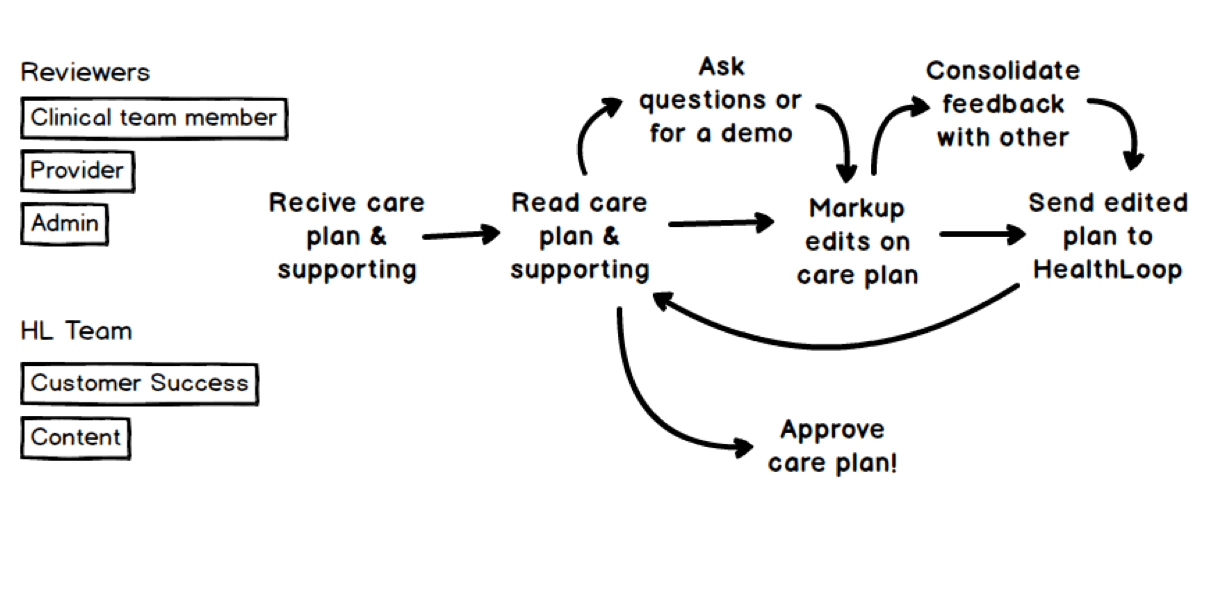 Reviewers
Clinical team member
Provider
Admin
HL Team
Customer Success
Content
Recive care
plan &
supporting
Read care
plan &
supporting
Ask
questions or
for a demo
Markup
edits on
care plan
Consolidate
feedback
with other
Send edited
plan to
HealthLoop
Approve
care plan!